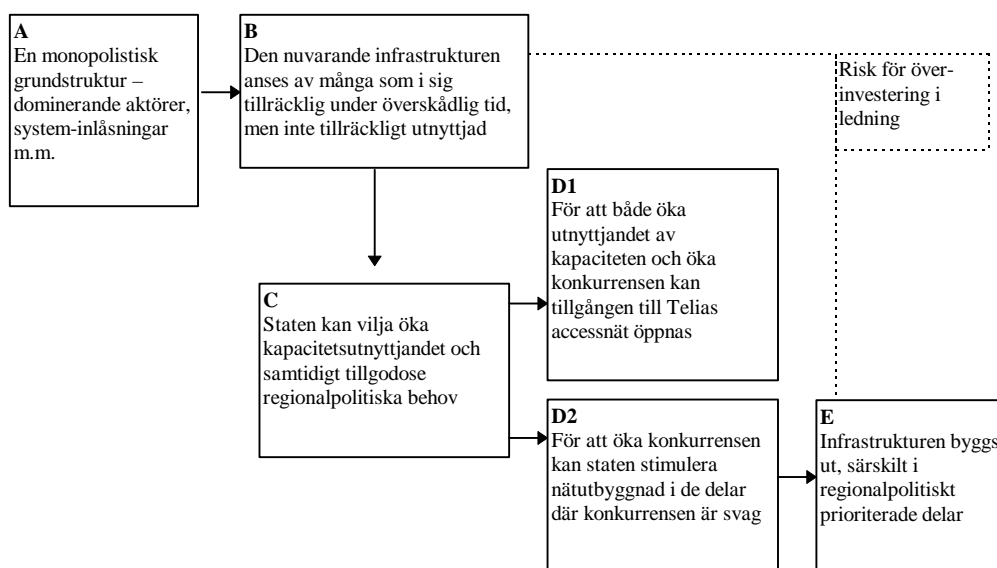 A
En monopolistisk
grundstruktur –
dominerande aktörer,
system-inlåsningar
m.m.
B
Den nuvarande infrastrukturen
anses av många som i sig
tillräcklig under överskådlig tid,
men inte tillräckligt utnyttjad
Risk för över-
investering i
ledning
C
Staten kan vilja öka
kapacitetsutnyttjandet och
samtidigt tillgodose
regionalpolitiska behov
D1
För att både öka
utnyttjandet av
kapaciteten och öka
konkurrensen kan
tillgången till Telias
accessnät öppnas
D2
För att öka konkurrensen
kan staten stimulera
nätutbyggnad i de delar
där konkurrensen är svag
E
Infrastrukturen byggs
ut, särskilt i
regionalpolitiskt
prioriterade delar